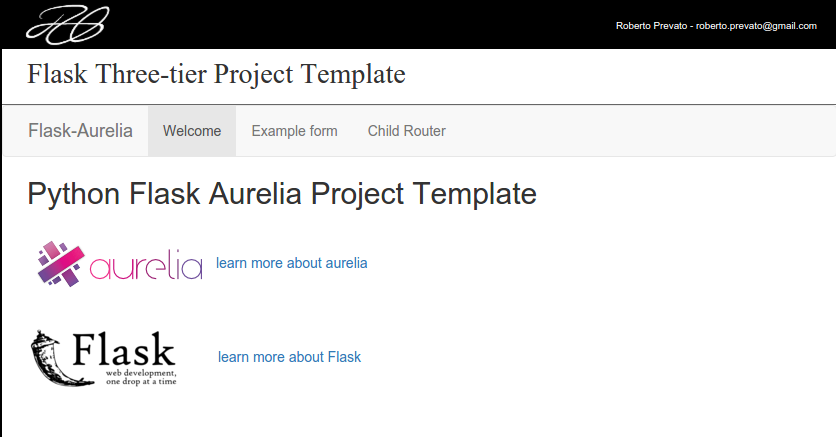 Roberto Prevato - roberto.prevato@gmail.com
Flask Three-tier Project Template
Flask-Aurelia Welcome Example form Child Router
Python Flask Aurelia Project Template
aurelia learn more about aurelia
Flask
web development,
one drop at a time
learn more about Flask